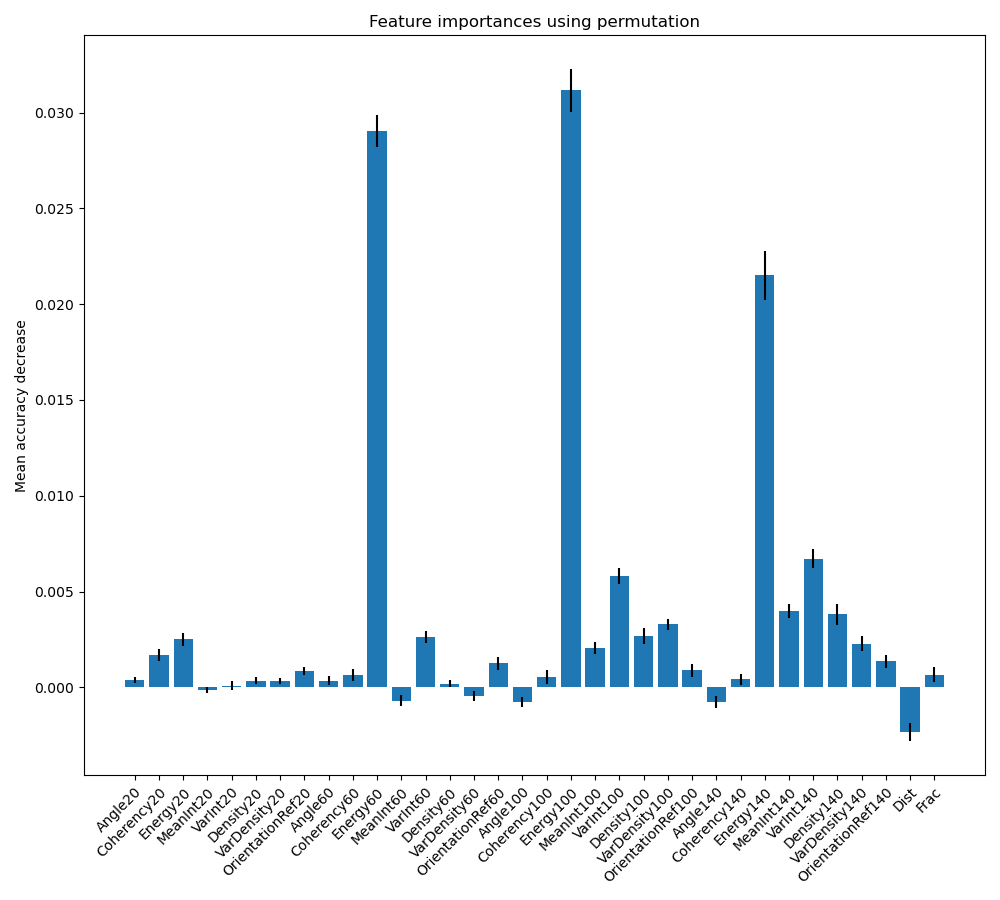 Feature importances using permutation
Mean accuracy decrease
0.030
0.025
0.020
0.015
0.010
0.005
0.000
Angle20
Coherency20
Energy20
MeanInt20
VarInt20
Density20
VarDensity20
OrientationRef20
Angle60
Coherency60
Energy60
MeanInt60
VarInt60
Density60
VarDensity60
OrientationRef60
Angle100
Coherency100
Energy100
MeanInt100
VarInt100
Density100
VarDensity100
OrientationRef100
Angle140
Coherency140
Energy140
MeanInt140
VarInt140
Density140
VarDensity140
OrientationRef140
Dist
Frac